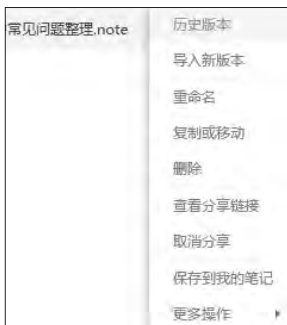 常见问题整理.note
历史版本
导入新版本
重命名
复制或移动
删除
查看分享链接
取消分享
保存到我的笔记
更多操作